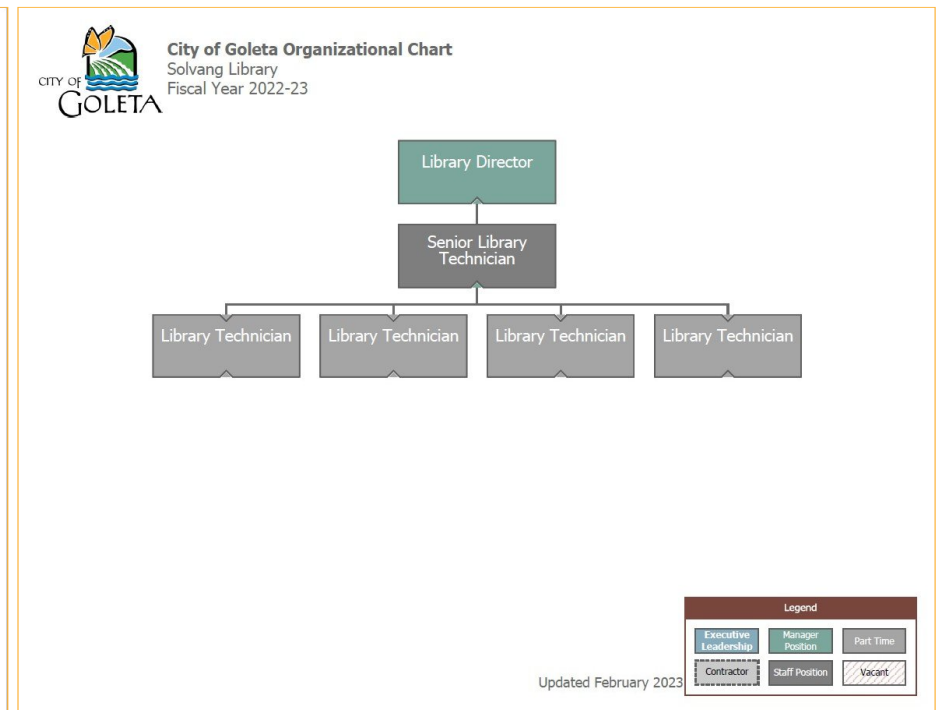 CITY OF
GOLETA
City of Goleta Organizational Chart
Solvang Library
Fiscal Year 2022-23
Library Director
Senior Library
Technician
Library Technician
Library Technician
Library Technician
Library Technician
Legend
Executive
Leadership
Manager
Position
Part Time
Contractor
Staff Position
Vacant
Updated February 2023